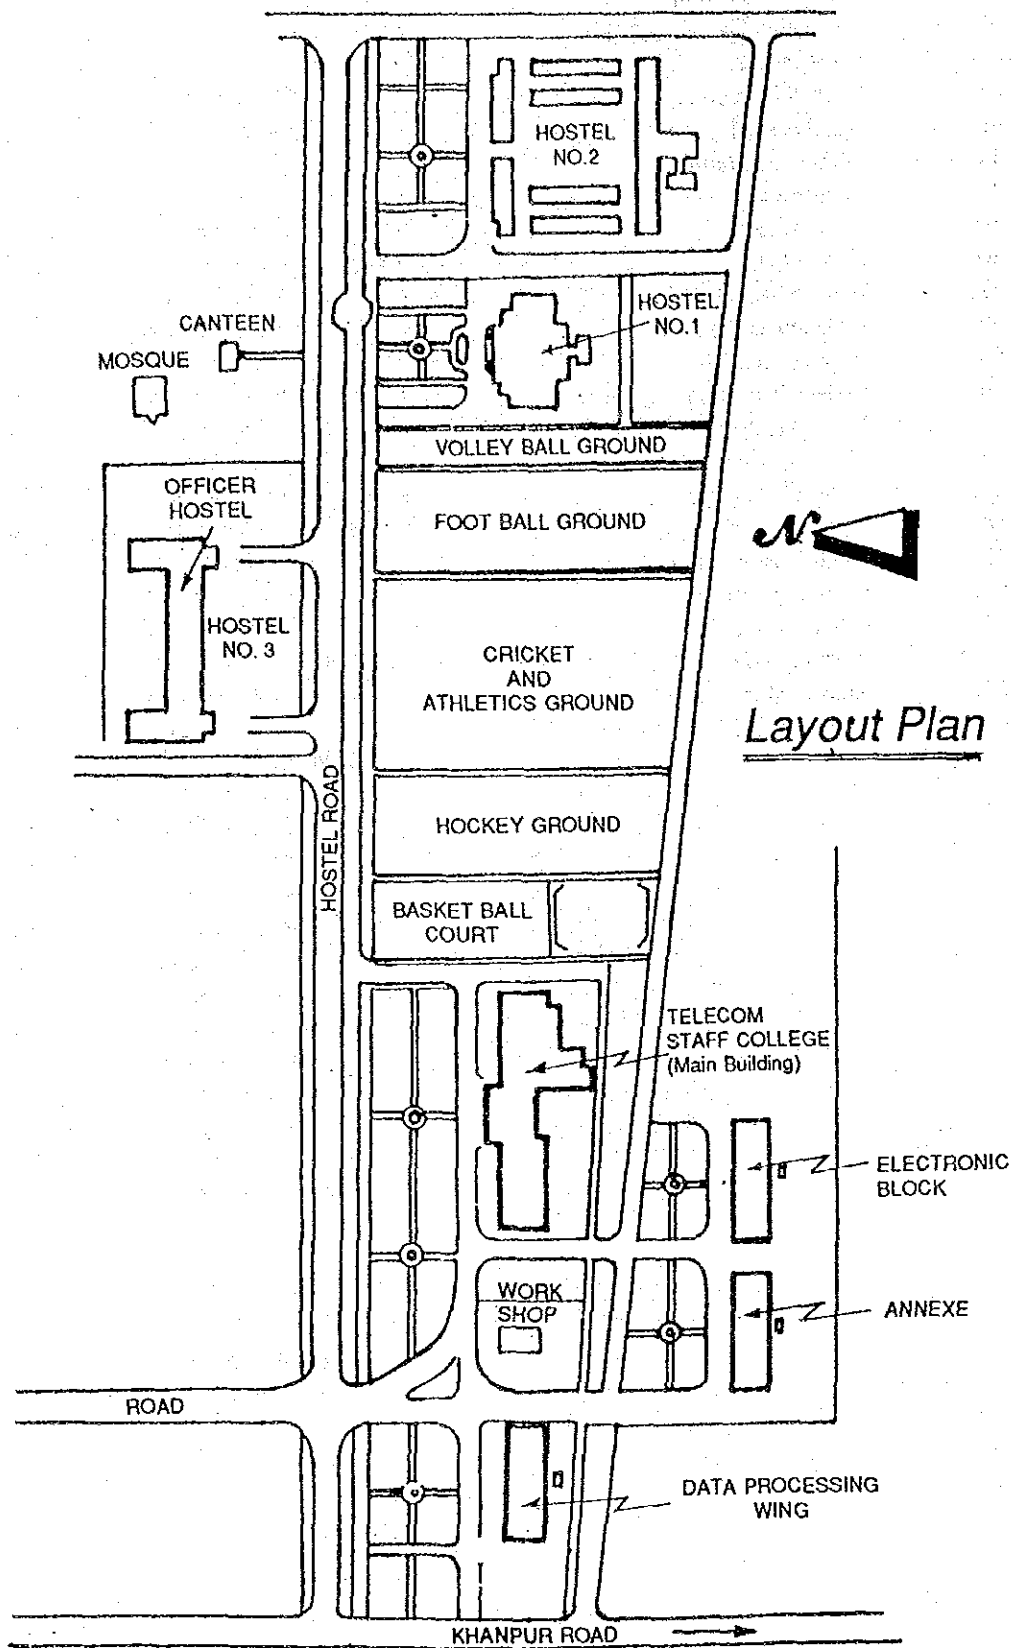 HOSTEL
NO.2
HOSTEL
NO.1
CANTEEN
MOSQUE
VOLLEY BALL GROUND
OFFICER
HOSTEL
FOOT BALL GROUND
N
HOSTEL
NO. 3
CRICKET
AND
ATHLETICS GROUND
Layout Plan
HOSTEL ROAD
HOCKEY GROUND
BASKET BALL
COURT
TELECOM
STAFF COLLEGE
(Main Building)
ELECTRONIC
BLOCK
WORK
SHOP
ANNEXE
ROAD
DATA PROCESSING
WING
KHANPUR ROAD